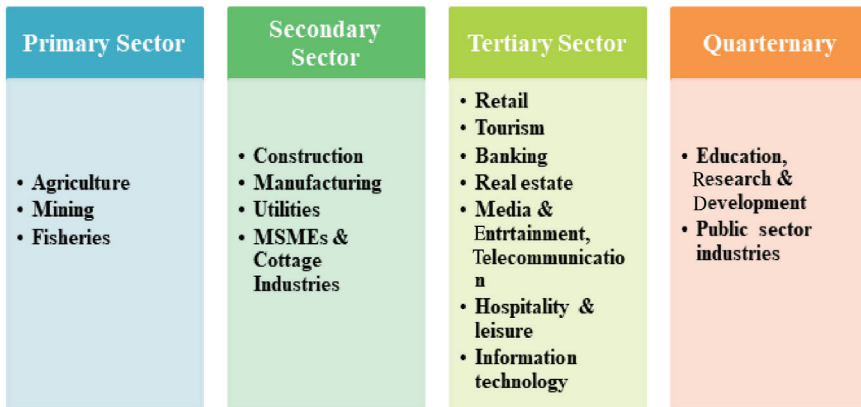 Primary Sector
• Agriculture
• Mining
• Fisheries
Secondary
Sector
• Construction
• Manufacturing
• Utilities
• MSMEs &
Cottage
Industries
Tertiary Sector
• Retail
• Tourism
• Banking
• Real estate
• Media &
Entrtainment,
Telecommunicatio
n
• Hospitality &
leisure
• Information
technology
Quarternary
• Education,
Research &
Development
• Public sector
industries